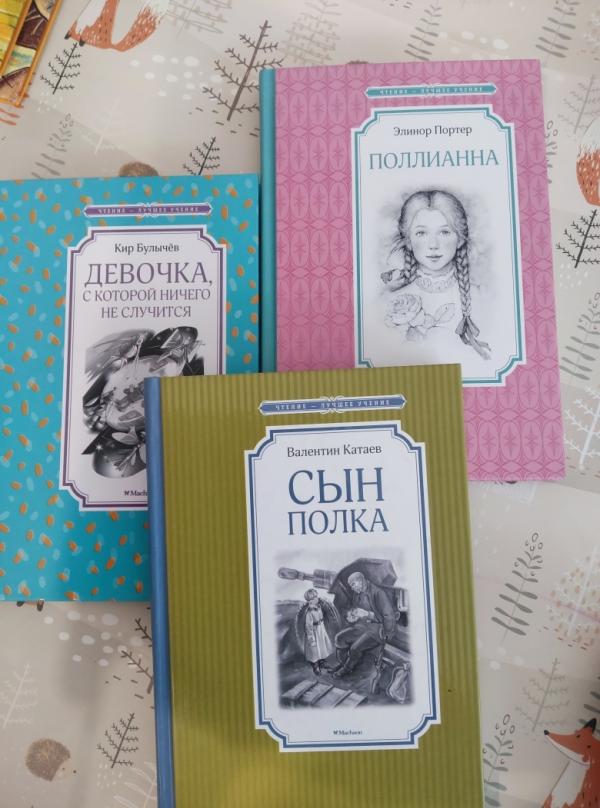 ЧТЕНИЕ – ЛУЧШЕЕ УЧЕНИЕ
Элинор Портер
ПОЛЛИАННА
ЧТЕНИЕ – ЛУЧШЕЕ УЧЕНИЕ
Кир Булычёв
ДЕВОЧКА,
С КОТОРОЙ НИЧЕГО
НЕ СЛУЧИТСЯ
Machaon
ЧТЕНИЕ – ЛУЧШЕЕ УЧЕНИЕ
Валентин Катаев
СЫН
ПОЛКА
Machaon